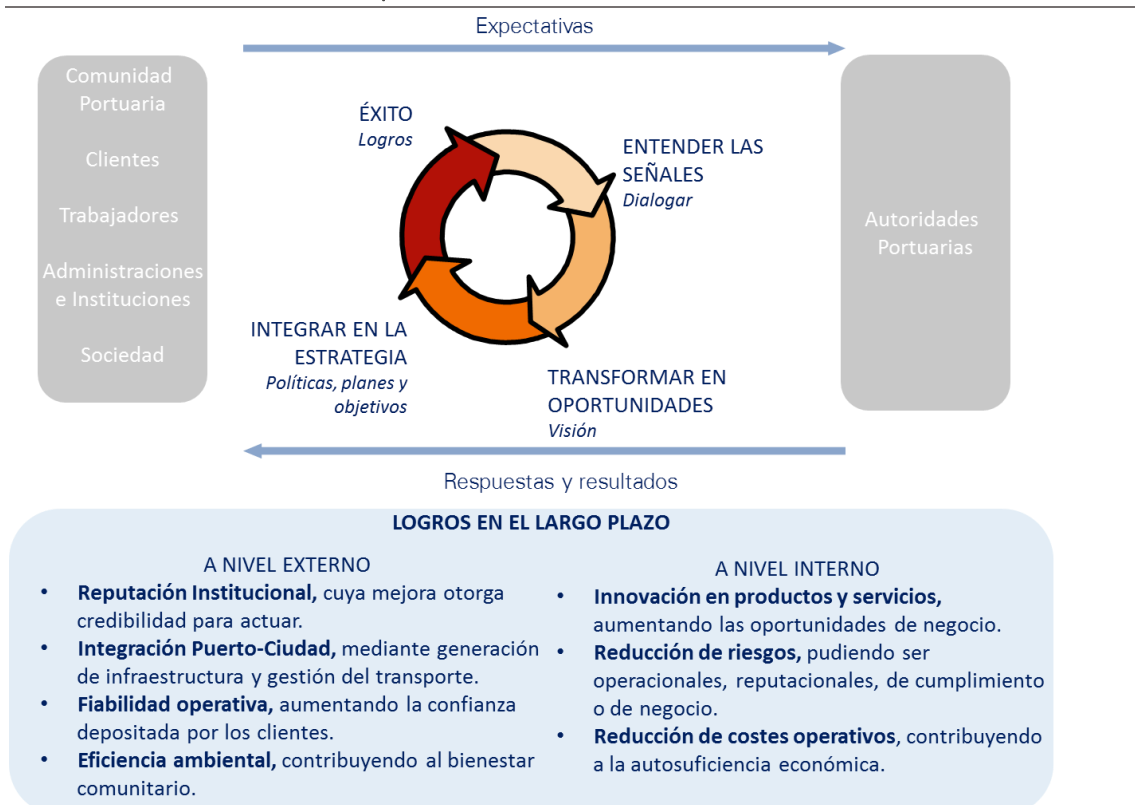 Expectativas
Comunidad
Portuaria
Clientes
Trabajadores
Administraciones
e Instituciones
Sociedad
ÉXITO
Logros
ENTENDER LAS
SEÑALES
Dialogar
Autoridades
Portuarias
INTEGRAR EN LA
ESTRATEGIA
Políticas, planes y
objetivos
TRANSFORMAR EN
OPORTUNIDADES
Visión
Respuestas y resultados
LOGROS EN EL LARGO PLAZO
A NIVEL EXTERNO
• Reputación Institucional, cuya mejora otorga
credibilidad para actuar.
• Integración Puerto-Ciudad, mediante generación
de infraestructura y gestión del transporte.
• Fiabilidad operativa, aumentando la confianza
depositada por los clientes.
• Eficiencia ambiental, contribuyendo al bienestar
comunitario.
A NIVEL INTERNO
• Innovación en productos y servicios,
aumentando las oportunidades de negocio.
• Reducción de riesgos, pudiendo ser
operacionales, reputacionales, de cumplimiento
o de negocio.
• Reducción de costes operativos, contribuyendo
a la autosuficiencia económica.